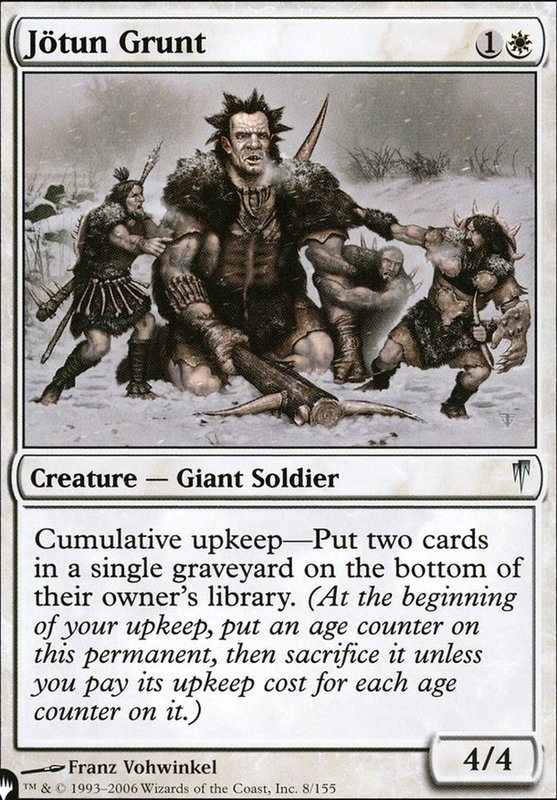 Jötun Grunt 1
Creature — Giant Soldier
Cumulative upkeep—Put two cards
in a single graveyard on the bottom of
their owner's library. (At the beginning
of your upkeep, put an age counter on
this permanent, then sacrifice it unless
you pay its upkeep cost for each age
counter on it.)
4/4
Franz Vohwinkel
™ & © 1993–2006 Wizards of the Coast, Inc. 8/155